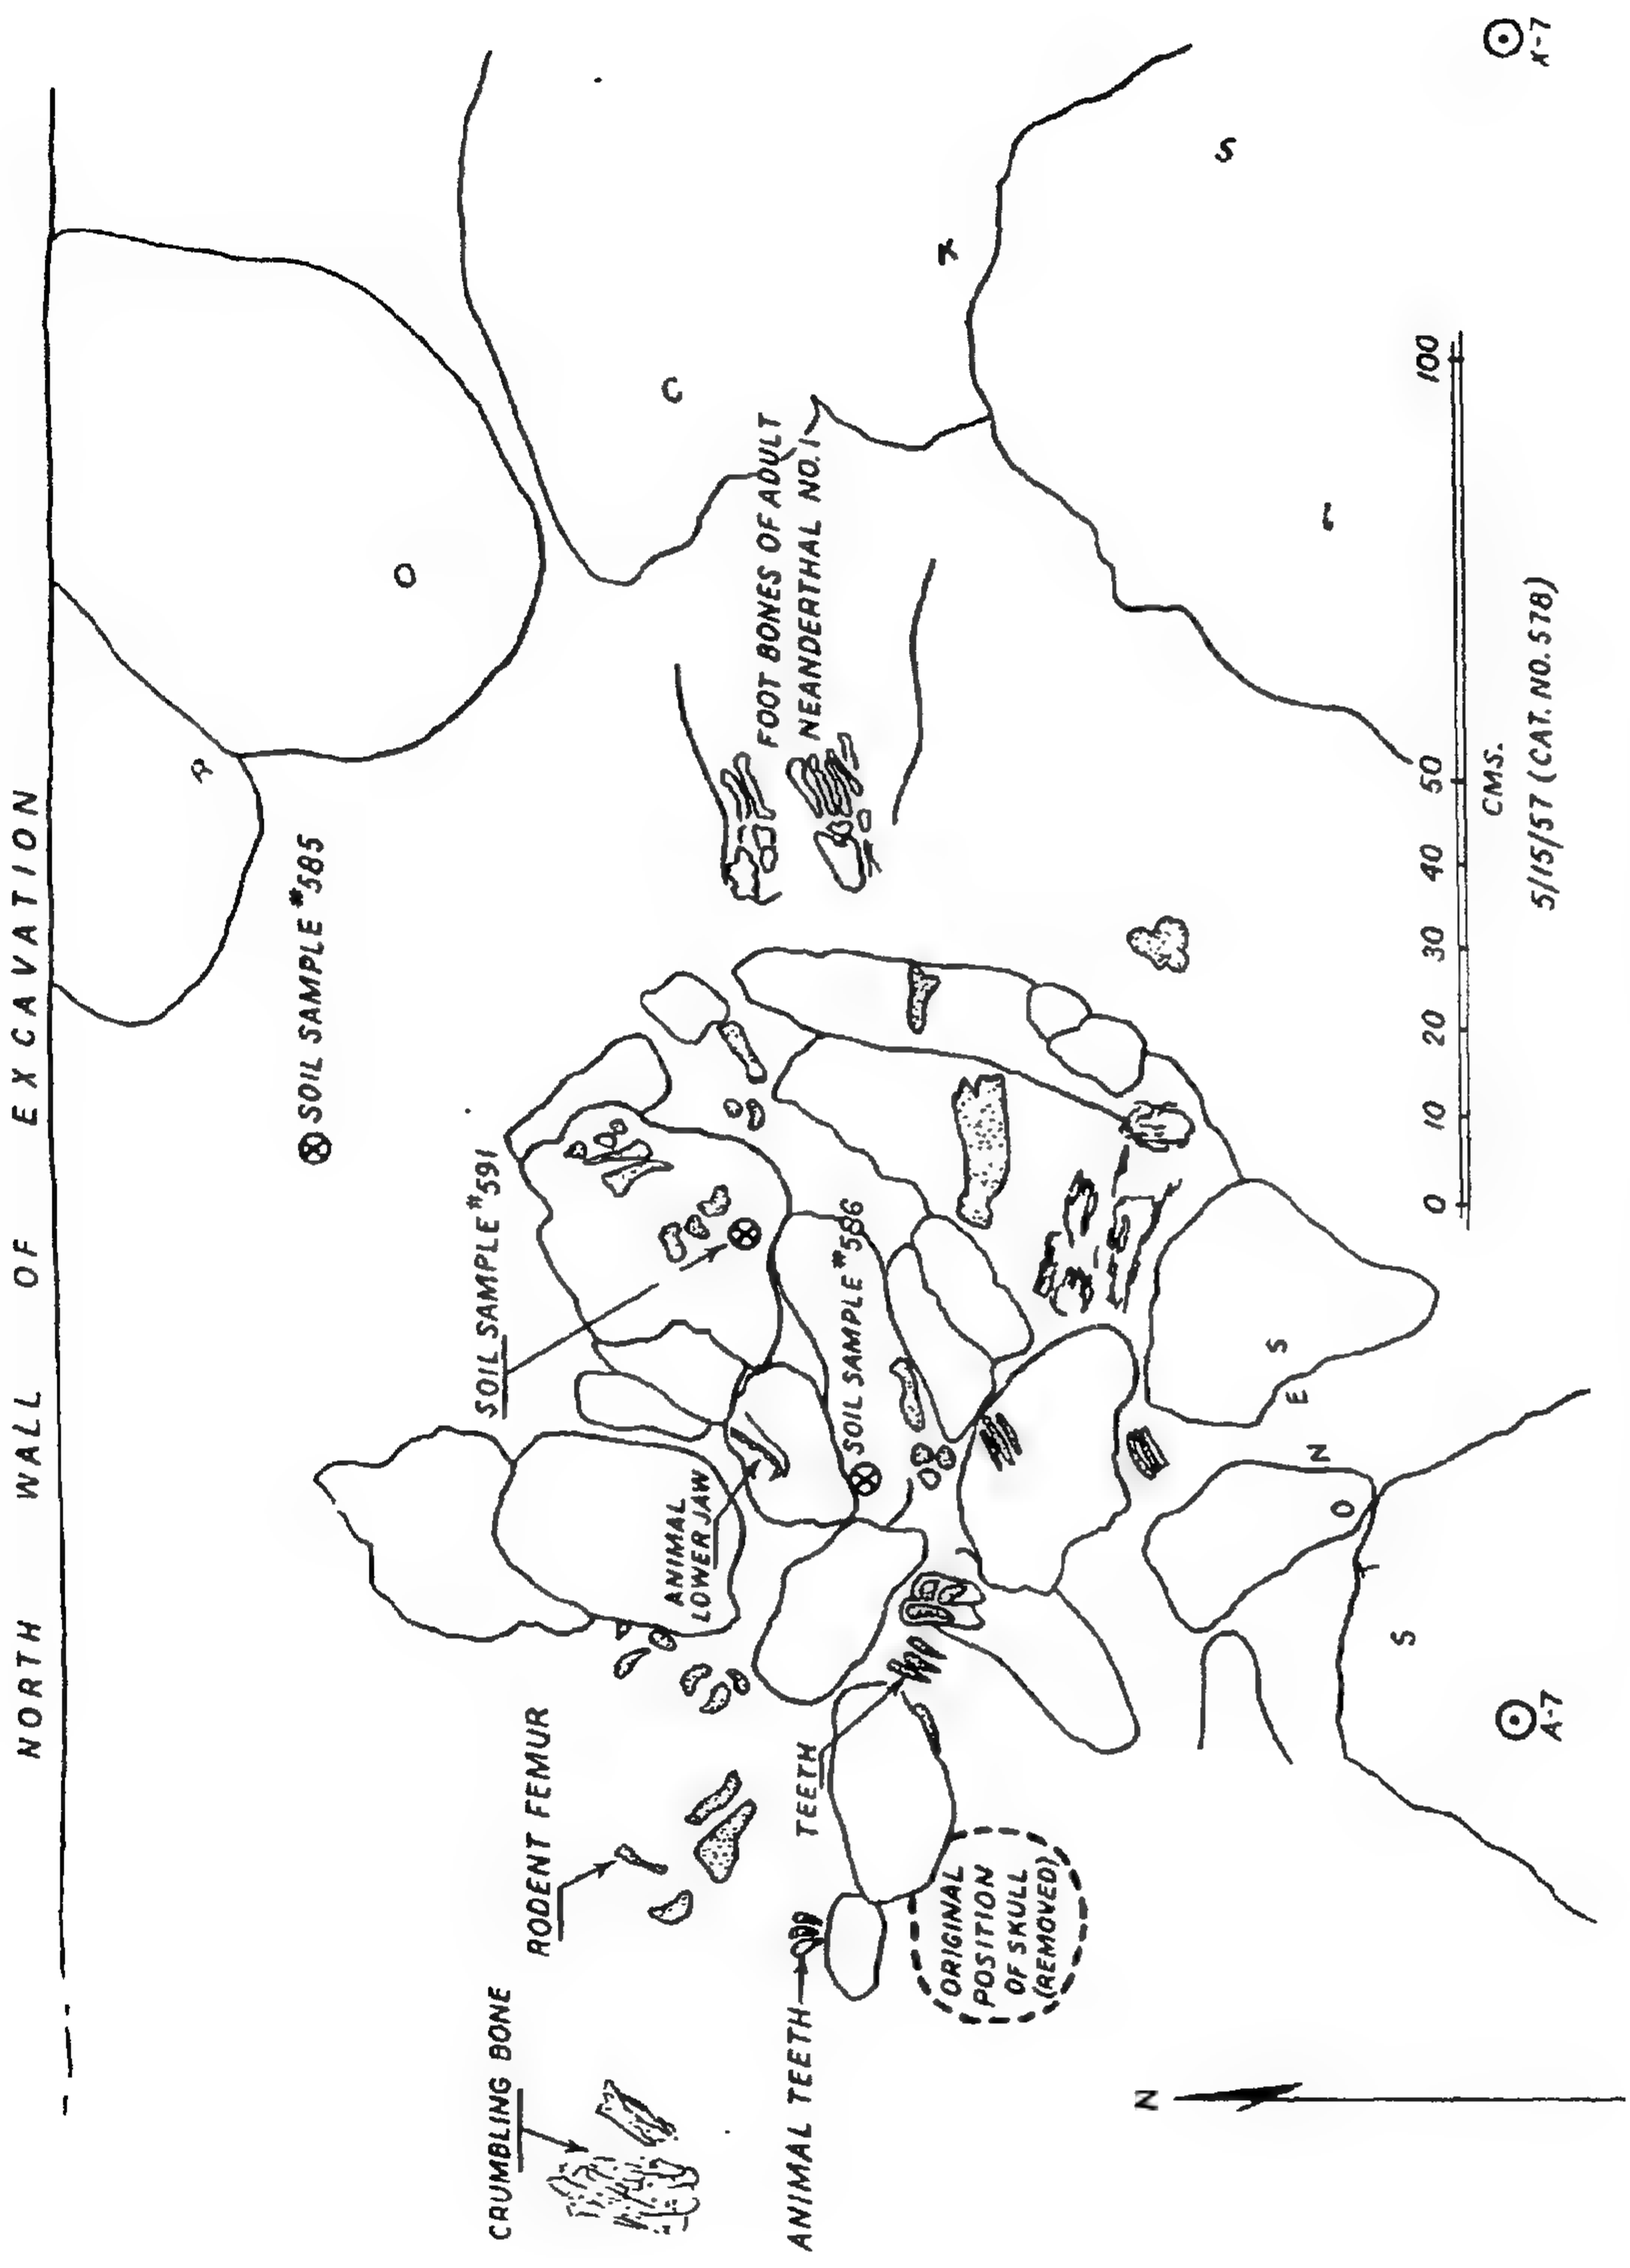 NORTH WALL OF EXCAVATION
R
O
C
K
S
L
⊗ SOIL SAMPLE #585
SOIL SAMPLE #591
CRUMBLING BONE
RODENT FEMUR
ANIMAL
LOWER JAW
FOOT BONES OF ADULT
NEANDERTHAL NO. 1
ANIMAL TEETH
TEETH
⊗ SOIL SAMPLE #586
ORIGINAL
POSITION
OF SKULL
(REMOVED)
N
S
T
O
N
E
S
0 10 20 30 40 50 100
CMS.
A-7
K-7
5/15/57 (CAT. NO. 578)